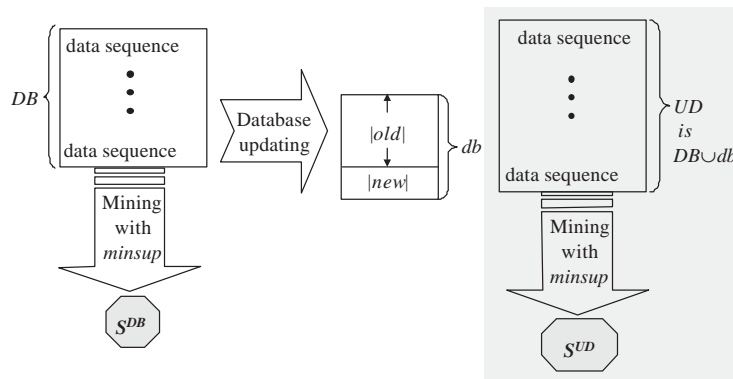 data sequence
DB
data sequence
Mining
with
minsup
S^DB
Database
updating
|old|
|new|
db
data sequence
data sequence
UD
is
DB∪db
Mining
with
minsup
S^UD